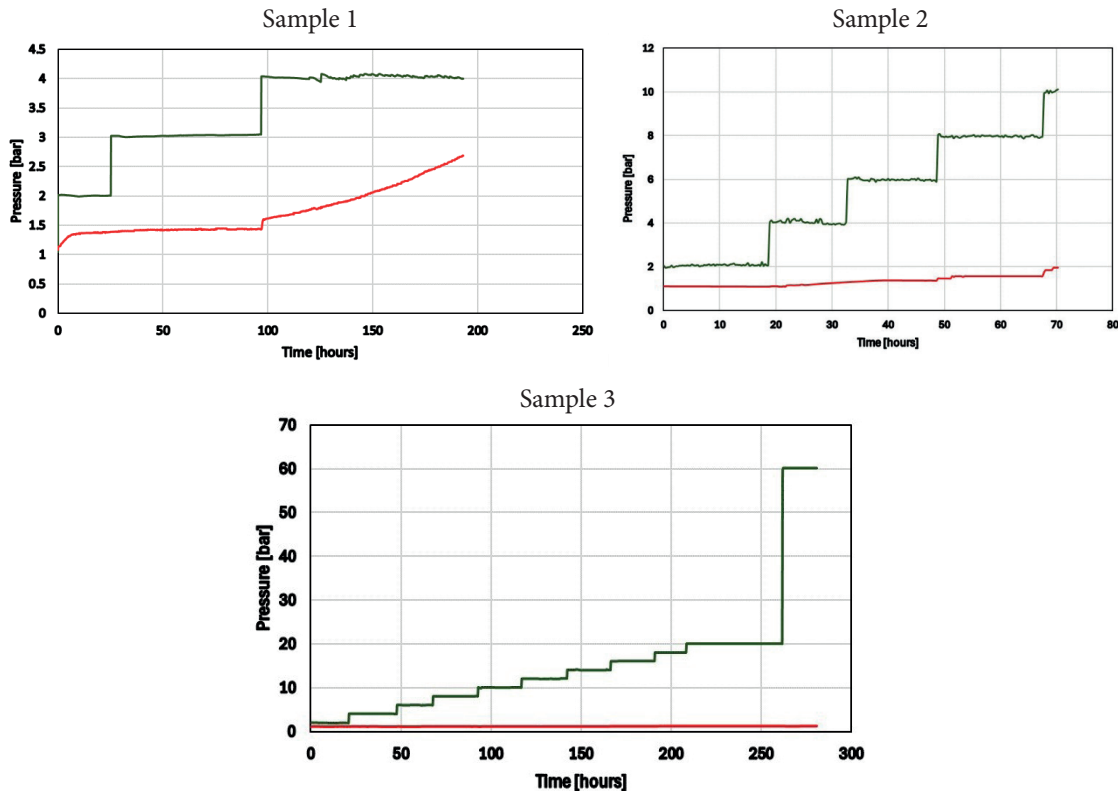 Sample 1
Pressure [bar]
4.5
4
3.5
3
2.5
2
1.5
1
0.5
0
0 50 100 150 200 250
Time [hours]
Sample 2
Pressure [bar]
12
10
8
6
4
2
0
0 10 20 30 40 50 60 70 80
Time [hours]
Sample 3
Pressure [bar]
70
60
50
40
30
20
10
0
0 50 100 150 200 250 300
Time [hours]